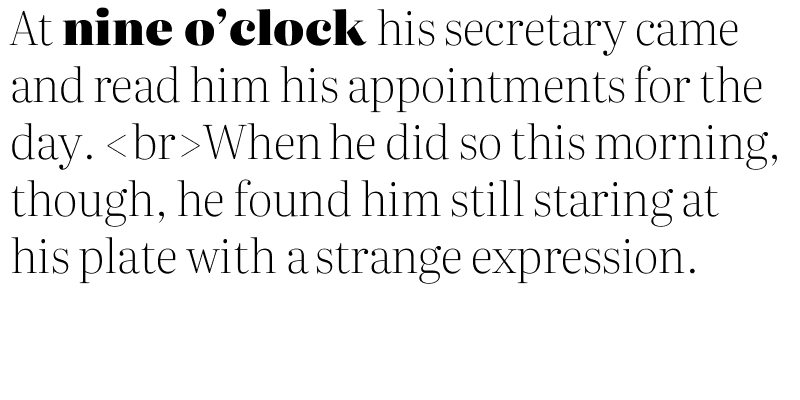 At nine o’clock his secretary came
and read him his appointments for the
day. <br>When he did so this morning,
though, he found him still staring at
his plate with a strange expression.